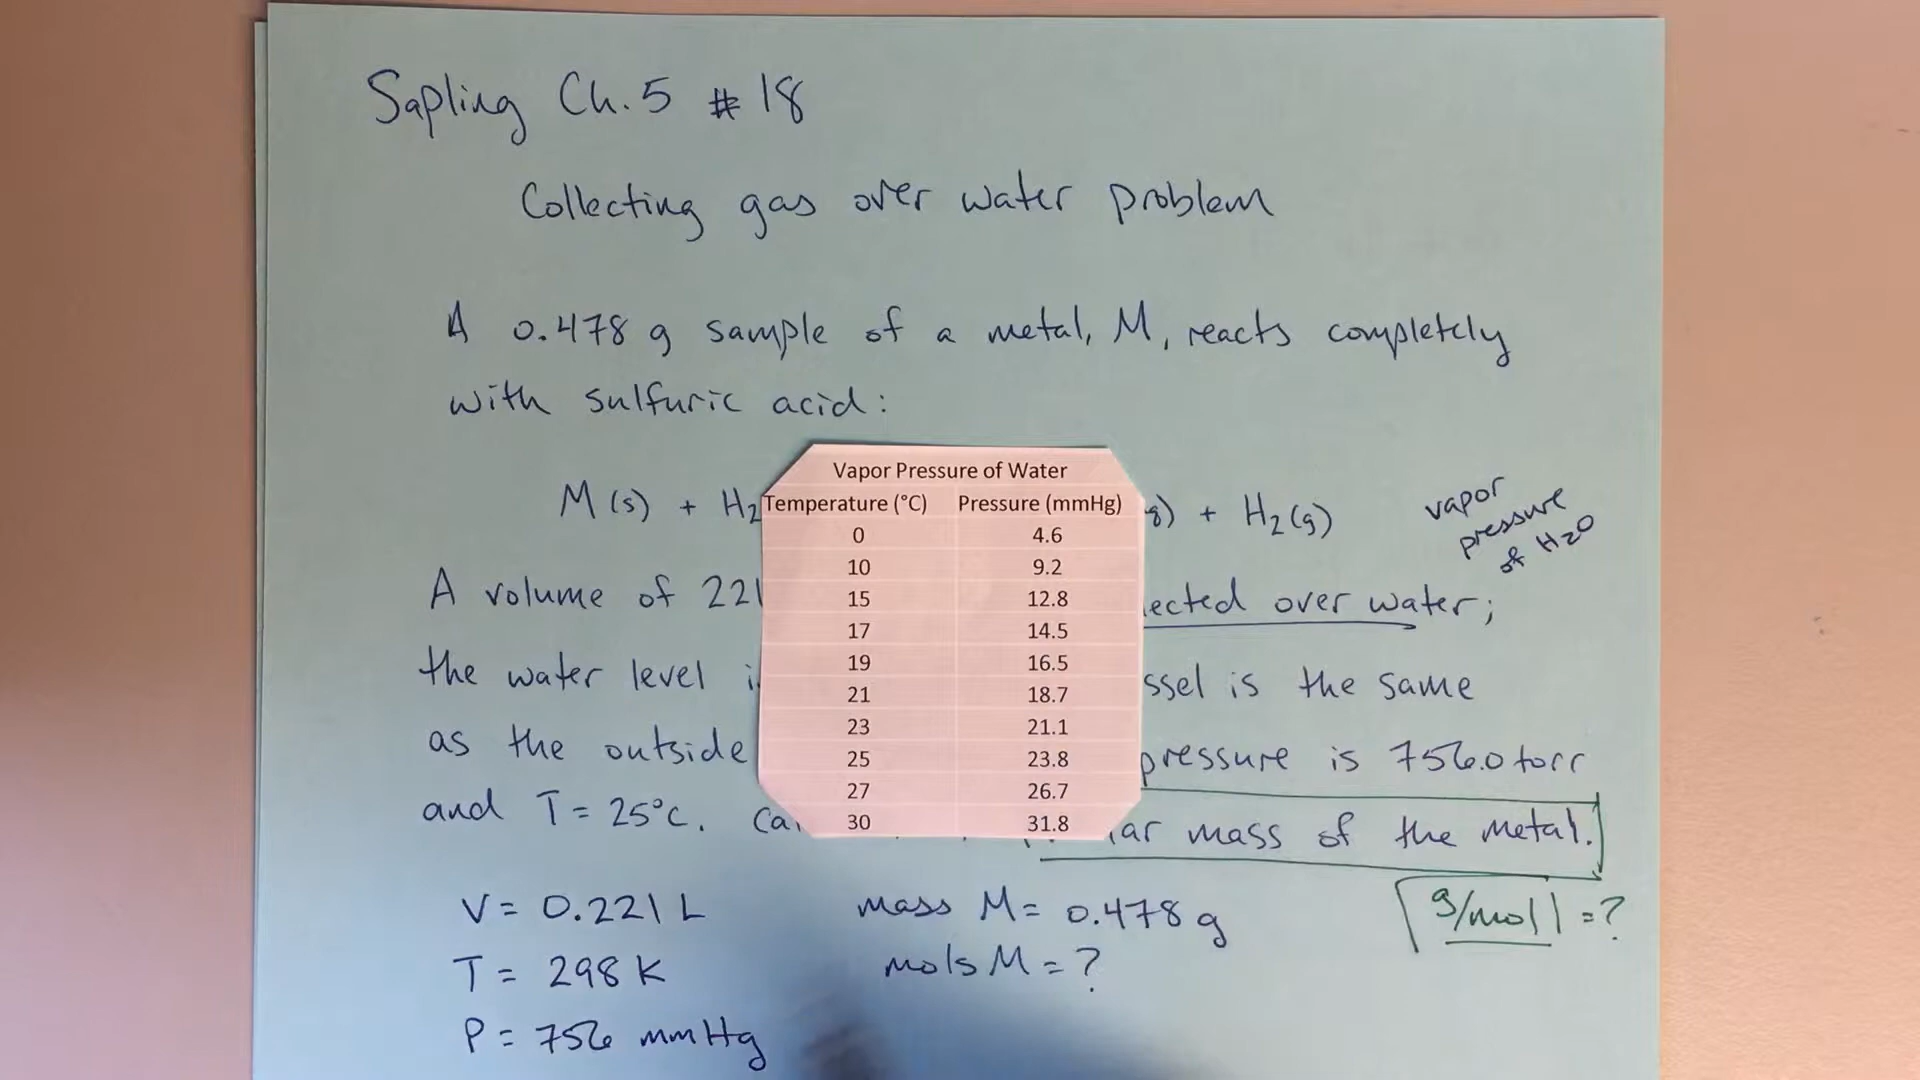 Sapling Ch. 5 # 18
Collecting gas over water problem
A 0.478 g sample of a metal, M, reacts completely
with sulfuric acid:
M (s) + H2 + H2 (g)
vapor
pressure
of H2O
A volume of 221 over water;
the water level is the same
as the outside pressure is 756.0 torr
and T = 25°C. mass of the metal.
Vapor Pressure of Water
Temperature (°C) Pressure (mmHg)
0 4.6
10 9.2
15 12.8
17 14.5
19 16.5
21 18.7
23 21.1
25 23.8
27 26.7
30 31.8
V = 0.221 L mass M = 0.478 g g/mol = ?
T = 298 K mols M = ?
P = 756 mmHg